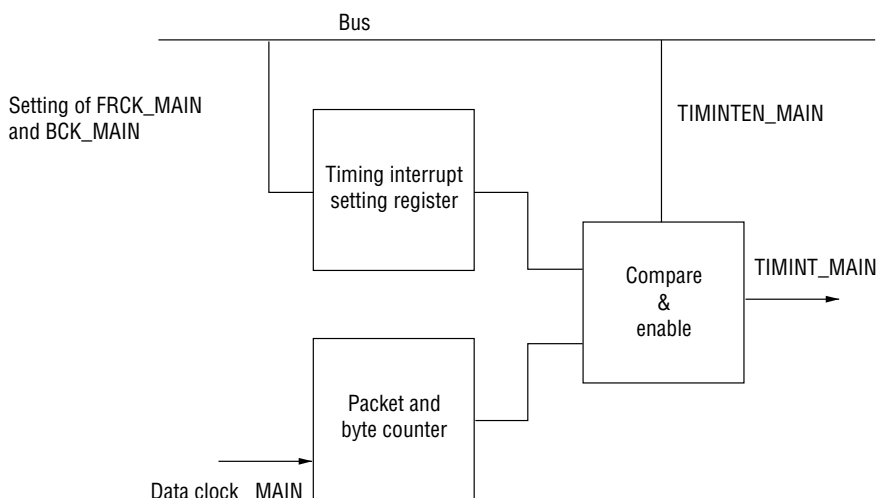 Bus
Setting of FRCK_MAIN
and BCK_MAIN
TIMINTEN_MAIN
Timing interrupt
setting register
TIMINT_MAIN
Compare
&
enable
Packet and
byte counter
Data clock _MAIN